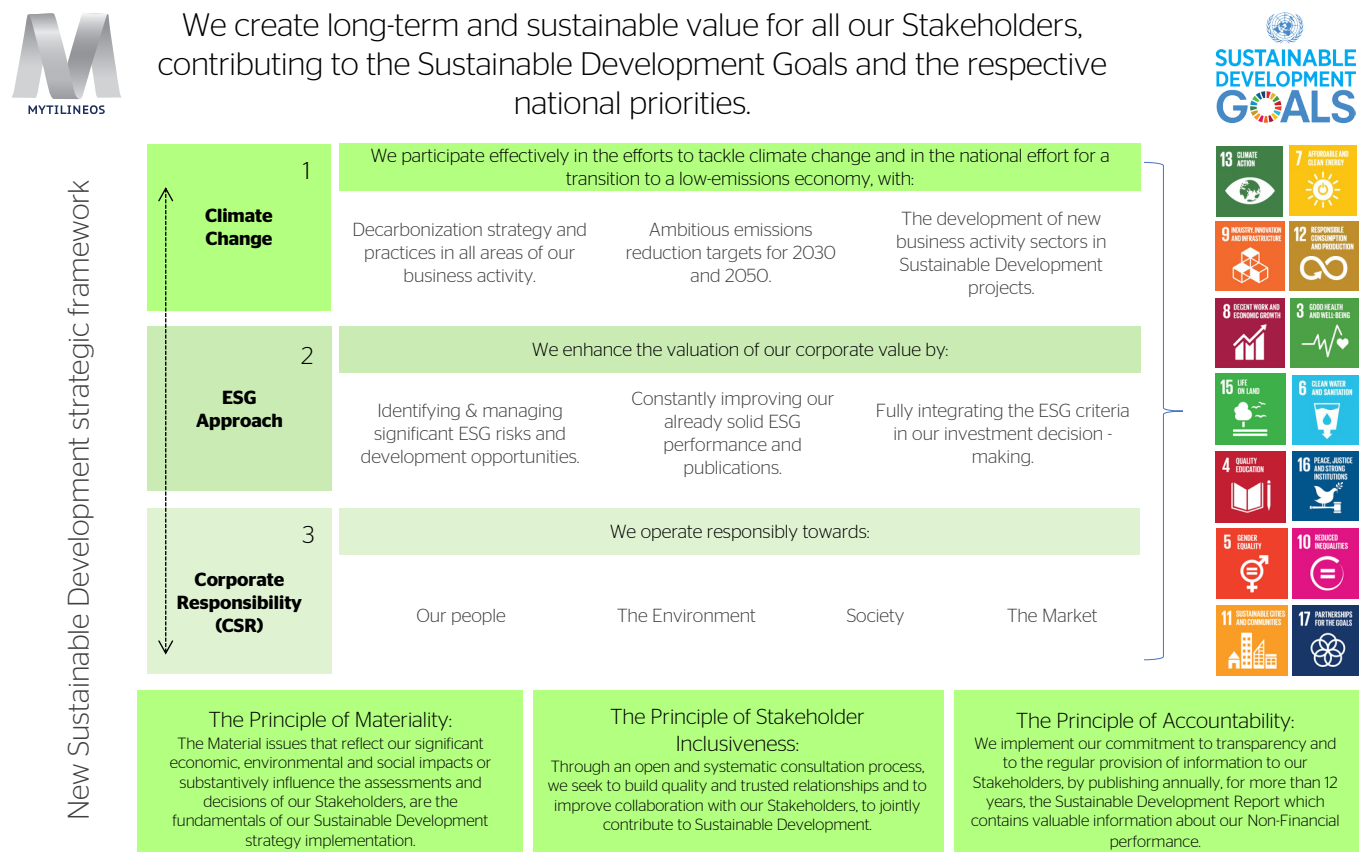 We create long-term and sustainable value for all our Stakeholders,
contributing to the Sustainable Development Goals and the respective
national priorities.
MYTILINEOS
SUSTAINABLE
DEVELOPMENT
GOALS
New Sustainable Development strategic framework
1
Climate
Change
We participate effectively in the efforts to tackle climate change and in the national effort for a
transition to a low-emissions economy, with:
Decarbonization strategy and
practices in all areas of our
business activity.
Ambitious emissions
reduction targets for 2030
and 2050.
The development of new
business activity sectors in
Sustainable Development
projects.
2
ESG
Approach
We enhance the valuation of our corporate value by:
Identifying & managing
significant ESG risks and
development opportunities.
Constantly improving our
already solid ESG
performance and
publications.
Fully integrating the ESG criteria
in our investment decision -
making.
3
Corporate
Responsibility
(CSR)
We operate responsibly towards:
Our people
The Environment
Society
The Market
13 CLIMATE
ACTION
7 AFFORDABLE AND
CLEAN ENERGY
9 INDUSTRY, INNOVATION
AND INFRASTRUCTURE
12 RESPONSIBLE
CONSUMPTION
AND PRODUCTION
8 DECENT WORK AND
ECONOMIC GROWTH
3 GOOD HEALTH
AND WELL-BEING
15 LIFE
ON LAND
6 CLEAN WATER
AND SANITATION
4 QUALITY
EDUCATION
16 PEACE, JUSTICE
AND STRONG
INSTITUTIONS
5 GENDER
EQUALITY
10 REDUCED
INEQUALITIES
11 SUSTAINABLE CITIES
AND COMMUNITIES
17 PARTNERSHIPS
FOR THE GOALS
The Principle of Materiality:
The Material issues that reflect our significant
economic, environmental and social impacts or
substantively influence the assessments and
decisions of our Stakeholders, are the
fundamentals of our Sustainable Development
strategy implementation.
The Principle of Stakeholder
Inclusiveness:
Through an open and systematic consultation process,
we seek to build quality and trusted relationships and to
improve collaboration with our Stakeholders, to jointly
contribute to Sustainable Development.
The Principle of Accountability:
We implement our commitment to transparency and
to the regular provision of information to our
Stakeholders, by publishing annually, for more than 12
years, the Sustainable Development Report which
contains valuable information about our Non-Financial
performance.